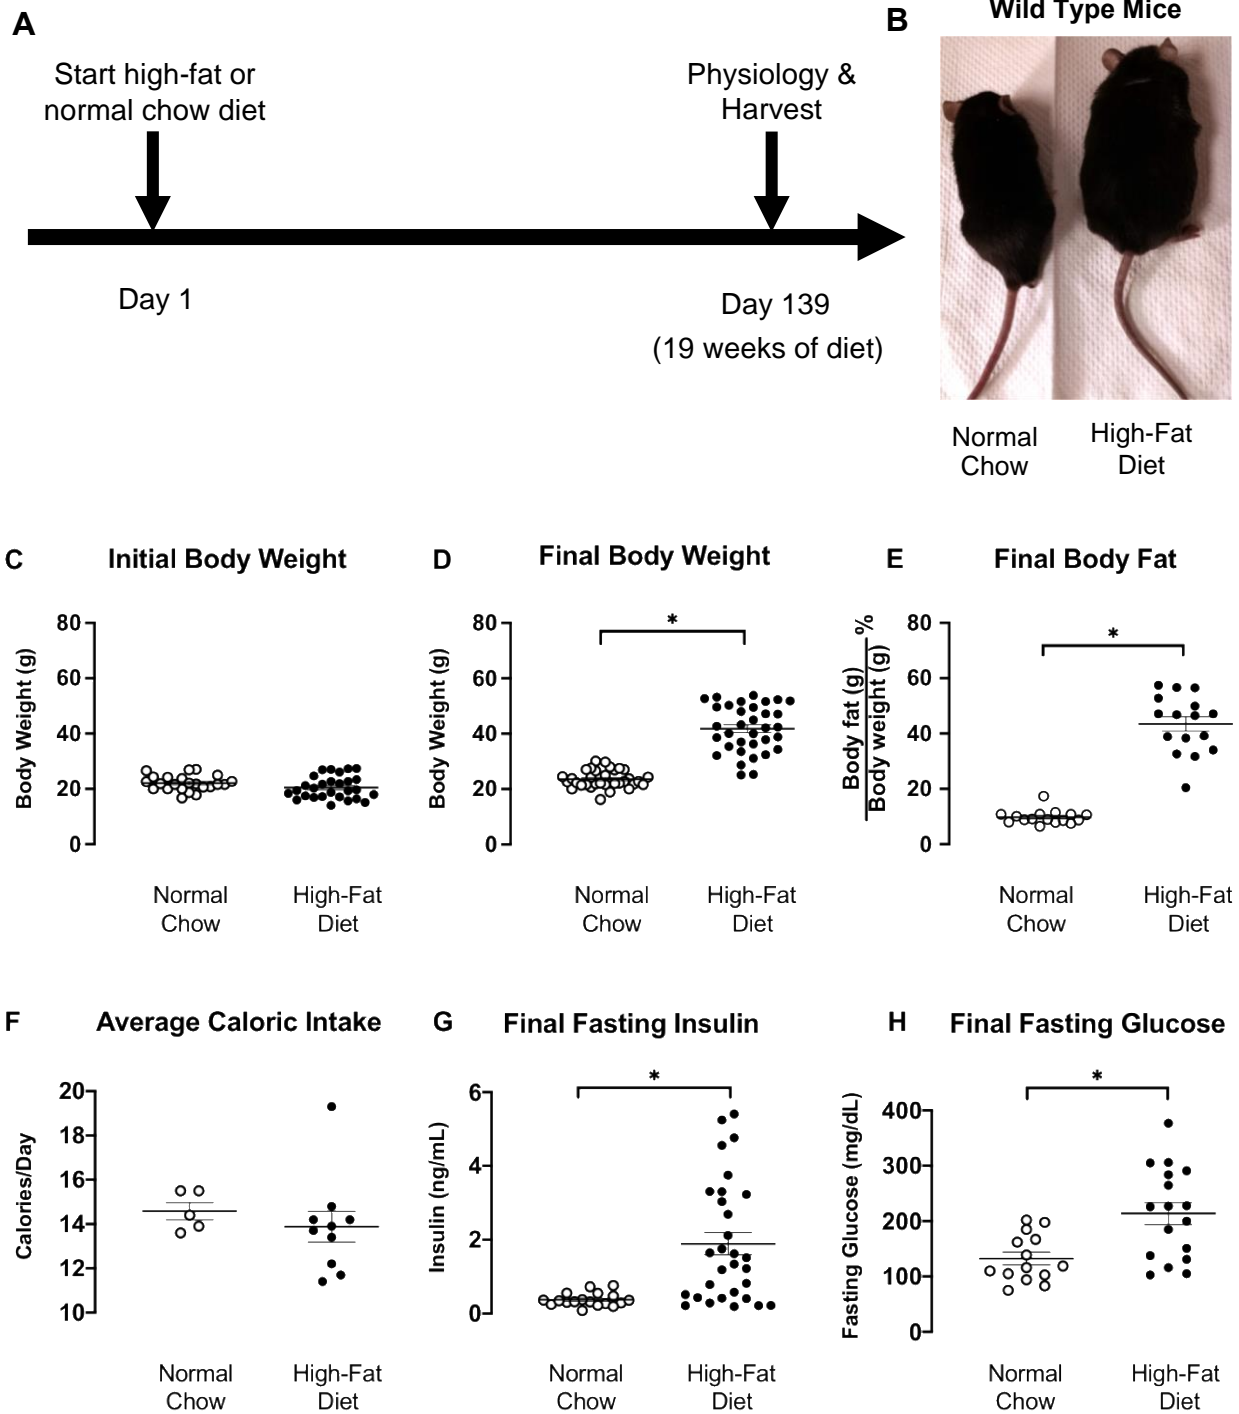 A
Start high-fat or
normal chow diet
Physiology &
Harvest
Day 1
Day 139
(19 weeks of diet)
B
Wild Type Mice
Normal
Chow
High-Fat
Diet
C
Initial Body Weight
Body Weight (g)
80
60
40
20
0
Normal
Chow
High-Fat
Diet
D
Final Body Weight
Body Weight (g)
80
60
40
20
0
*
Normal
Chow
High-Fat
Diet
E
Final Body Fat
Body fat (g)
Body weight (g)
%
80
60
40
20
0
*
Normal
Chow
High-Fat
Diet
F
Average Caloric Intake
Calories/Day
20
18
16
14
12
10
Normal
Chow
High-Fat
Diet
G
Final Fasting Insulin
Insulin (ng/mL)
6
4
2
0
*
Normal
Chow
High-Fat
Diet
H
Final Fasting Glucose
Fasting Glucose (mg/dL)
400
300
200
100
0
*
Normal
Chow
High-Fat
Diet